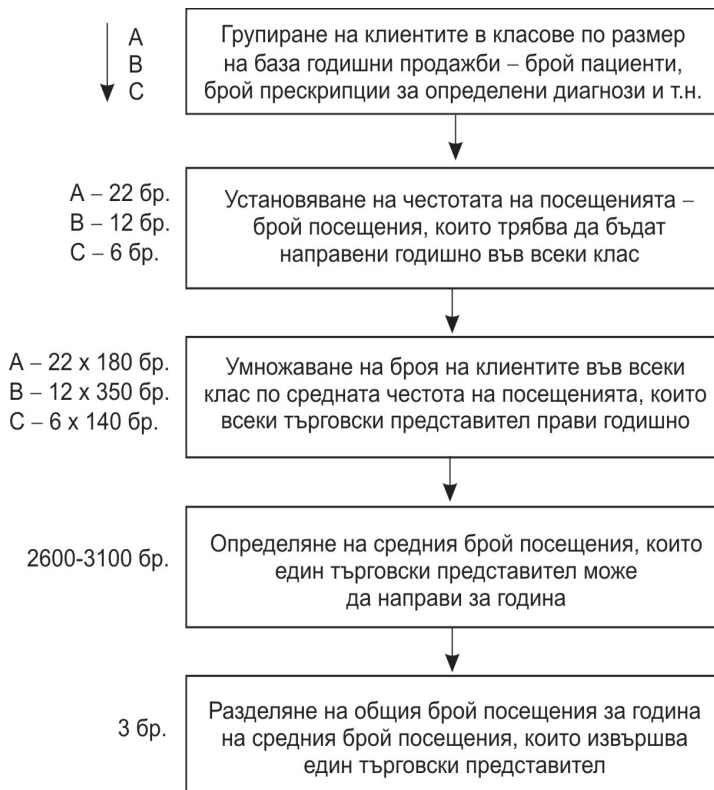 A
B
C
Групиране на клиентите в класове по размер
на база годишни продажби – брой пациенти,
брой прескрипции за определени диагнози и т.н.
A – 22 бр.
B – 12 бр.
C – 6 бр.
Установяване на честотата на посещенията –
брой посещения, които трябва да бъдат
направени годишно във всеки клас
A – 22 x 180 бр.
B – 12 x 350 бр.
C – 6 x 140 бр.
Умножаване на броя на клиентите във всеки
клас по средната честота на посещенията, които
всеки търговски представител прави годишно
2600-3100 бр.
Определяне на средния брой посещения, които
един търговски представител може
да направи за година
3 бр.
Разделяне на общия брой посещения за година
на средния брой посещения, които извършва
един търговски представител